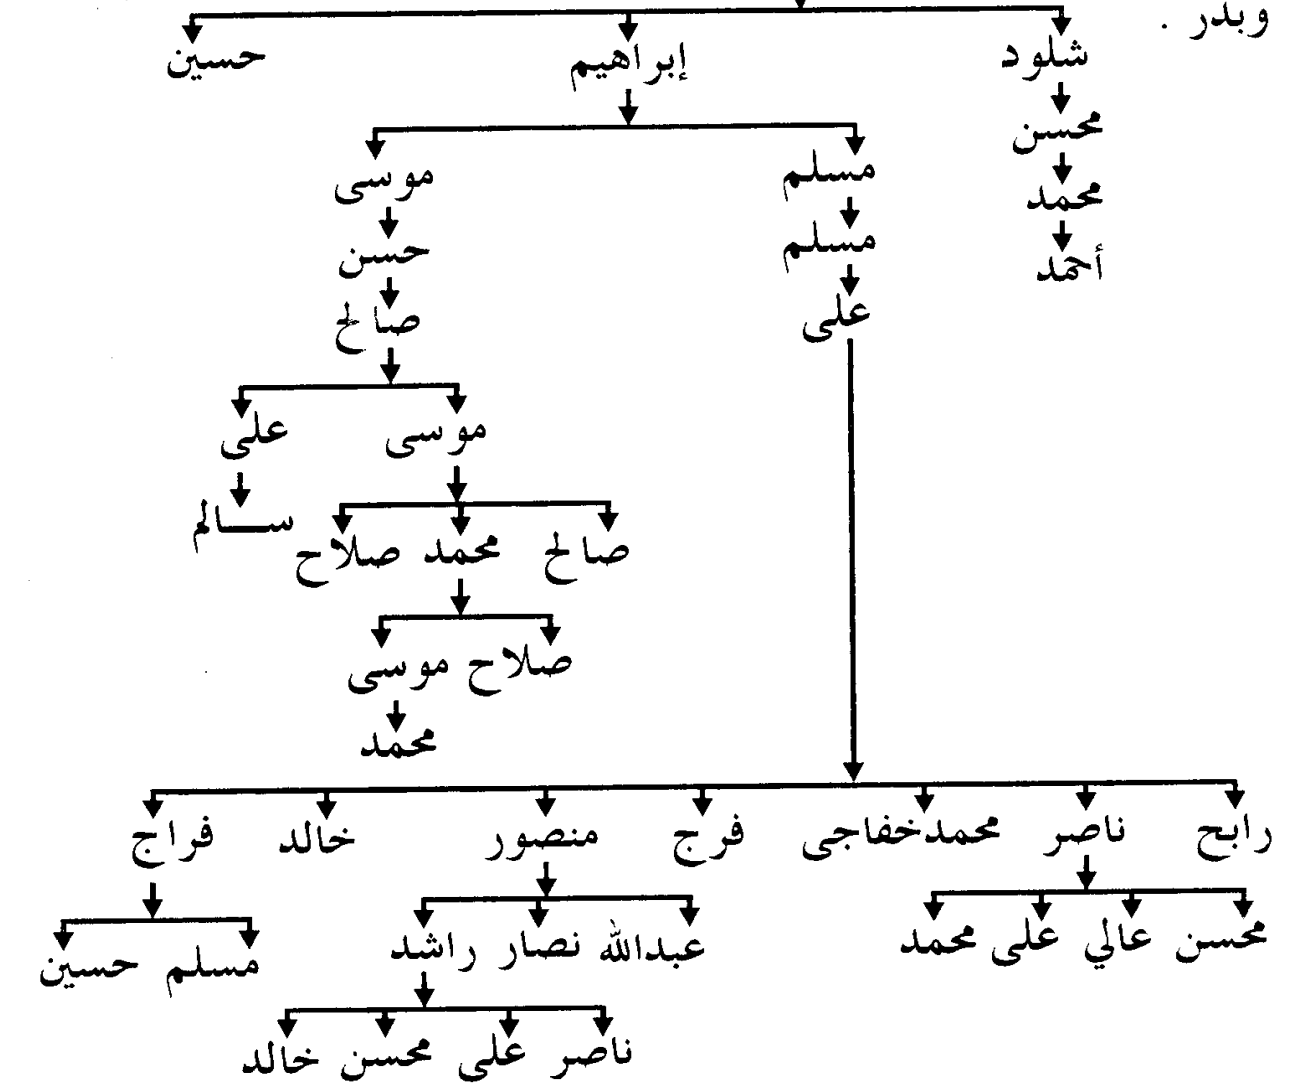 وبدر .
شلود إبراهيم حسين
محسن
مسلم موسى
محمد
مسلم حسن
أحمد
على صالح
موسى على
سالم
صالح محمد صلاح
صلاح موسى
محمد
رابح ناصر محمدخفاجى فرج منصور خالد فراج
محسن عالي على محمد عبدالله نصار راشد مسلم حسين
ناصر على محسن خالد